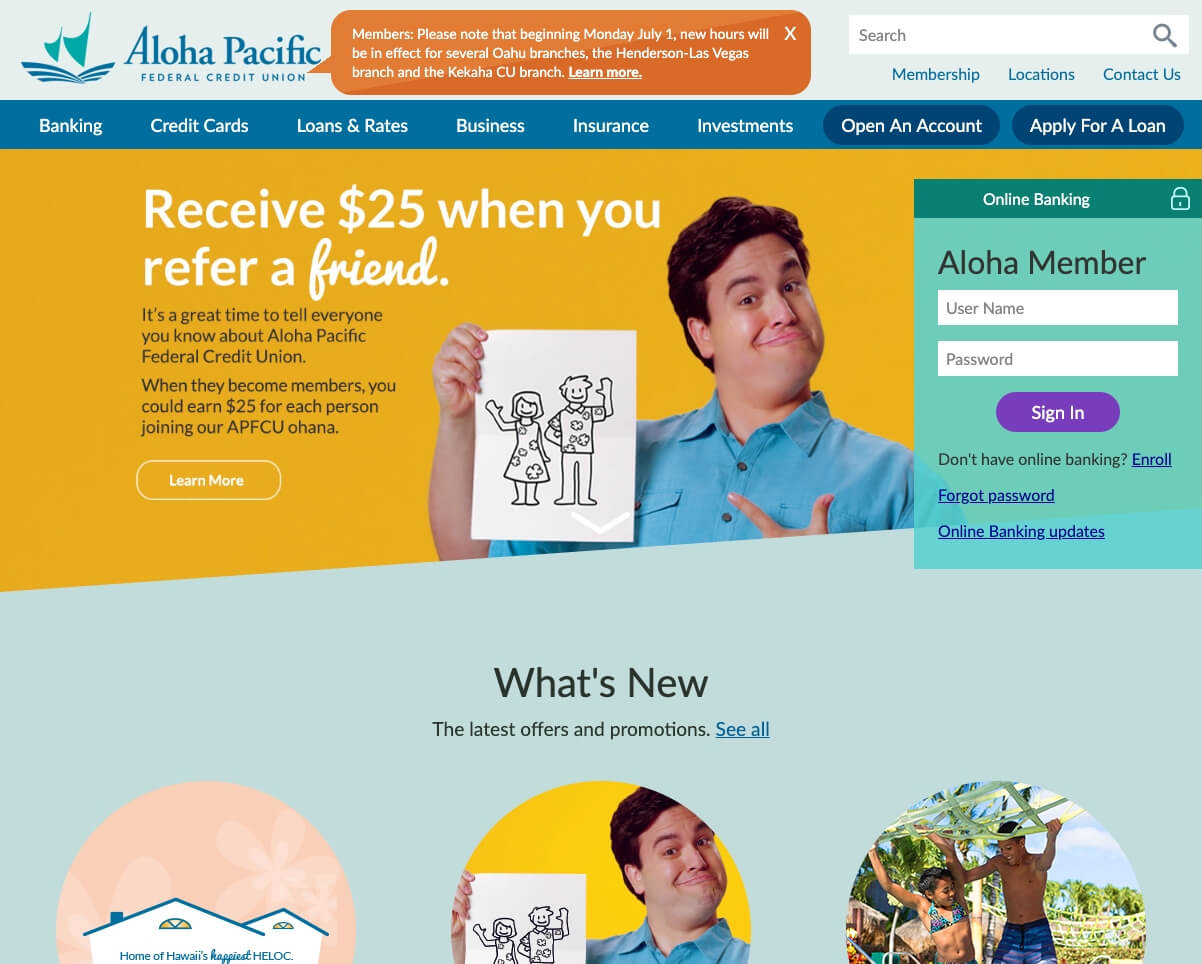 Aloha Pacific
FEDERAL CREDIT UNION
Members: Please note that beginning Monday July 1, new hours will
be in effect for several Oahu branches, the Henderson-Las Vegas
branch and the Kekaha CU branch. Learn more.
X
Search
Membership Locations Contact Us
Banking Credit Cards Loans & Rates Business Insurance Investments Open An Account Apply For A Loan
Receive $25 when you
refer a friend.
It's a great time to tell everyone
you know about Aloha Pacific
Federal Credit Union.
When they become members, you
could earn $25 for each person
joining our APFCU ohana.
Learn More
Online Banking
Aloha Member
User Name
Password
Sign In
Don't have online banking? Enroll
Forgot password
Online Banking updates
What's New
The latest offers and promotions. See all
Home of Hawaii's happiest HELOC.